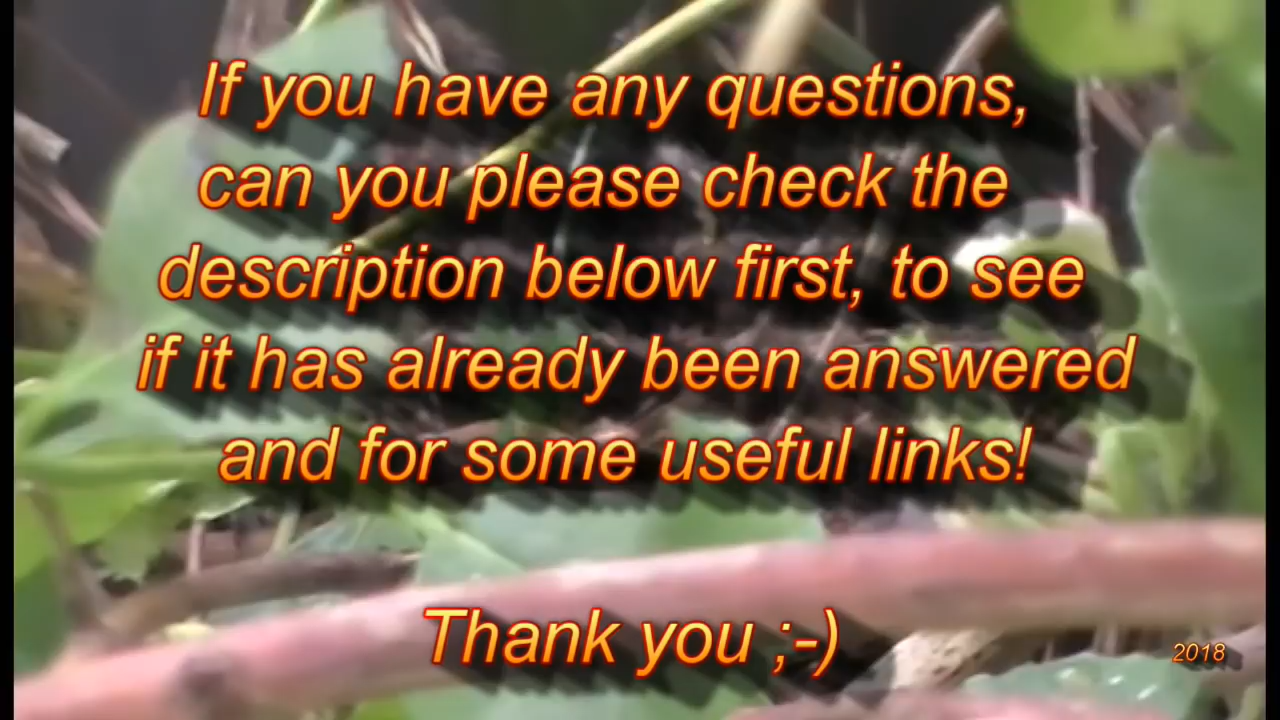 If you have any questions,
can you please check the
description below first, to see
if it has already been answered
and for some useful links!
Thank you ;-)
2018